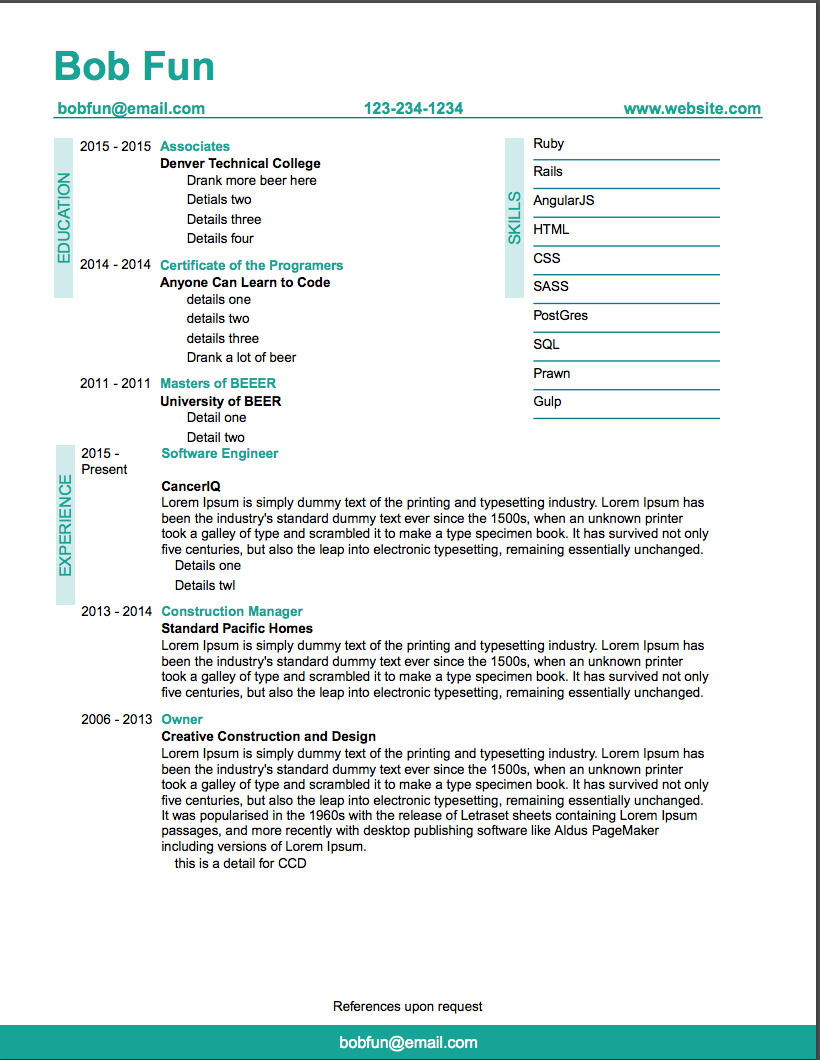 Bob Fun
bobfun@email.com 123-234-1234 www.website.com
EDUCATION
2015 - 2015 Associates
Denver Technical College
Drank more beer here
Detials two
Details three
Details four
2014 - 2014 Certificate of the Programers
Anyone Can Learn to Code
details one
details two
details three
Drank a lot of beer
2011 - 2011 Masters of BEEER
University of BEER
Detail one
Detail two
SKILLS
Ruby
Rails
AngularJS
HTML
CSS
SASS
PostGres
SQL
Prawn
Gulp
EXPERIENCE
2015 - Software Engineer
Present
CancerIQ
Lorem Ipsum is simply dummy text of the printing and typesetting industry. Lorem Ipsum has
been the industry's standard dummy text ever since the 1500s, when an unknown printer
took a galley of type and scrambled it to make a type specimen book. It has survived not only
five centuries, but also the leap into electronic typesetting, remaining essentially unchanged.
Details one
Details twl
2013 - 2014 Construction Manager
Standard Pacific Homes
Lorem Ipsum is simply dummy text of the printing and typesetting industry. Lorem Ipsum has
been the industry's standard dummy text ever since the 1500s, when an unknown printer
took a galley of type and scrambled it to make a type specimen book. It has survived not only
five centuries, but also the leap into electronic typesetting, remaining essentially unchanged.
2006 - 2013 Owner
Creative Construction and Design
Lorem Ipsum is simply dummy text of the printing and typesetting industry. Lorem Ipsum has
been the industry's standard dummy text ever since the 1500s, when an unknown printer
took a galley of type and scrambled it to make a type specimen book. It has survived not only
five centuries, but also the leap into electronic typesetting, remaining essentially unchanged.
It was popularised in the 1960s with the release of Letraset sheets containing Lorem Ipsum
passages, and more recently with desktop publishing software like Aldus PageMaker
including versions of Lorem Ipsum.
this is a detail for CCD
References upon request
bobfun@email.com